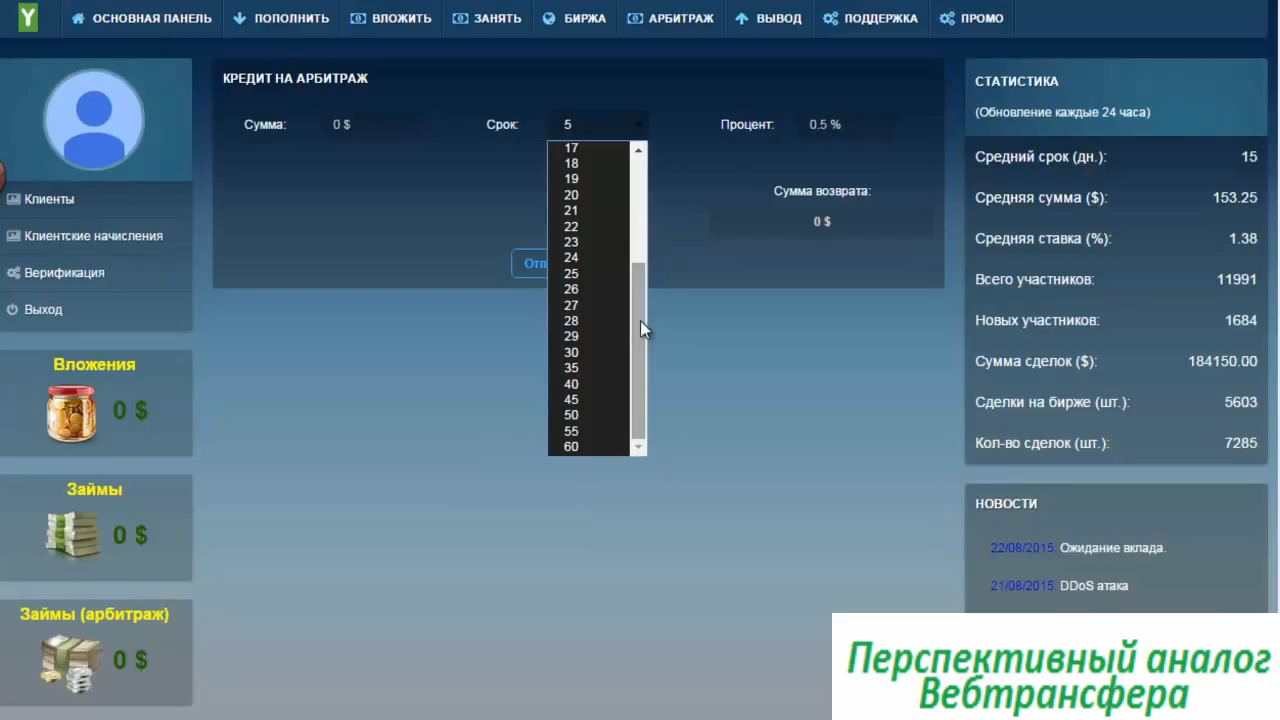 Y
ОСНОВНАЯ ПАНЕЛЬ
ПОПОЛНИТЬ
ВЛОЖИТЬ
ЗАНЯТЬ
БИРЖА
АРБИТРАЖ
ВЫВОД
ПОДДЕРЖКА
ПРОМО
Клиенты
Клиентские начисления
Верификация
Выход
Вложения
0 $
Займы
0 $
Займы (арбитраж)
0 $
КРЕДИТ НА АРБИТРАЖ
Сумма: 0 $
Срок: 5
Процент: 0.5 %
17
18
19
20
21
22
23
24
25
26
27
28
29
30
35
40
45
50
55
60
Сумма возврата:
0 $
СТАТИСТИКА
(Обновление каждые 24 часа)
Средний срок (дн.): 15
Средняя сумма ($): 153.25
Средняя ставка (%): 1.38
Всего участников: 11991
Новых участников: 1684
Сумма сделок ($): 184150.00
Сделки на бирже (шт.): 5603
Кол-во сделок (шт.): 7285
НОВОСТИ
22/08/2015 Ожидание вклада.
21/08/2015 DDoS атака
Перспективный аналог
Вебтрансфера